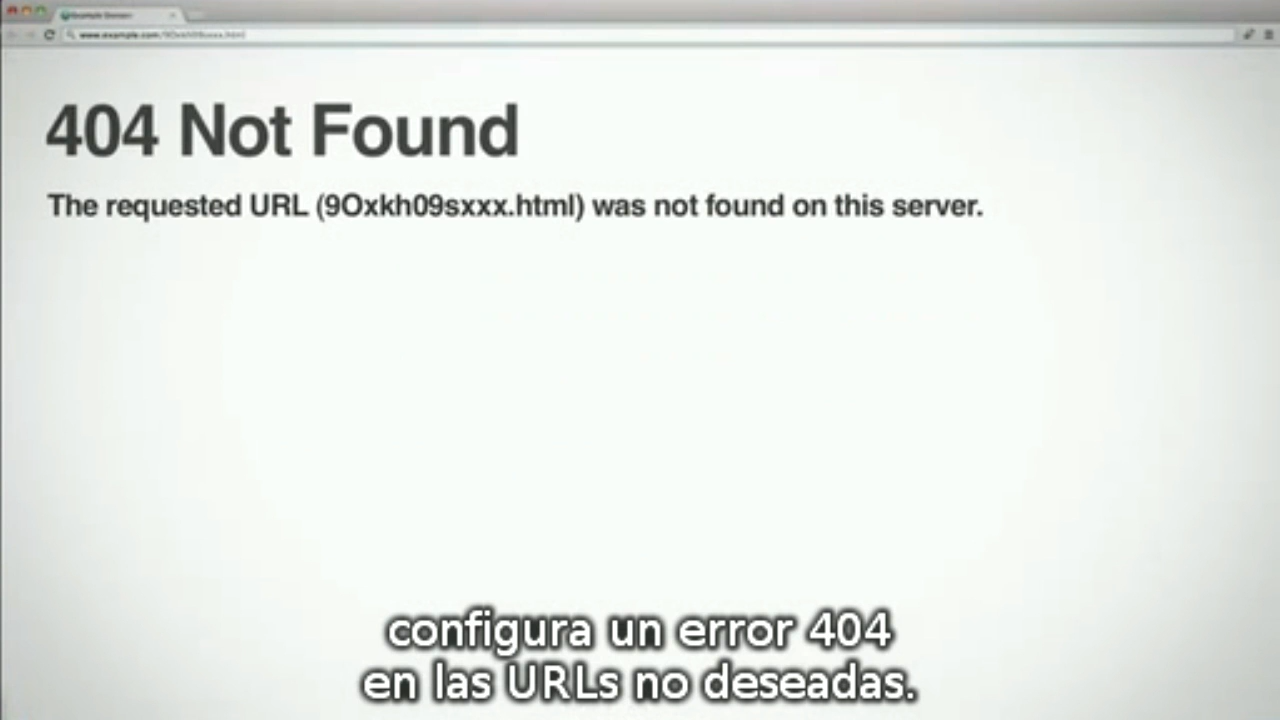 404 Not Found
The requested URL (9Oxkh09sxxx.html) was not found on this server.
configura un error 404
en las URLs no deseadas.